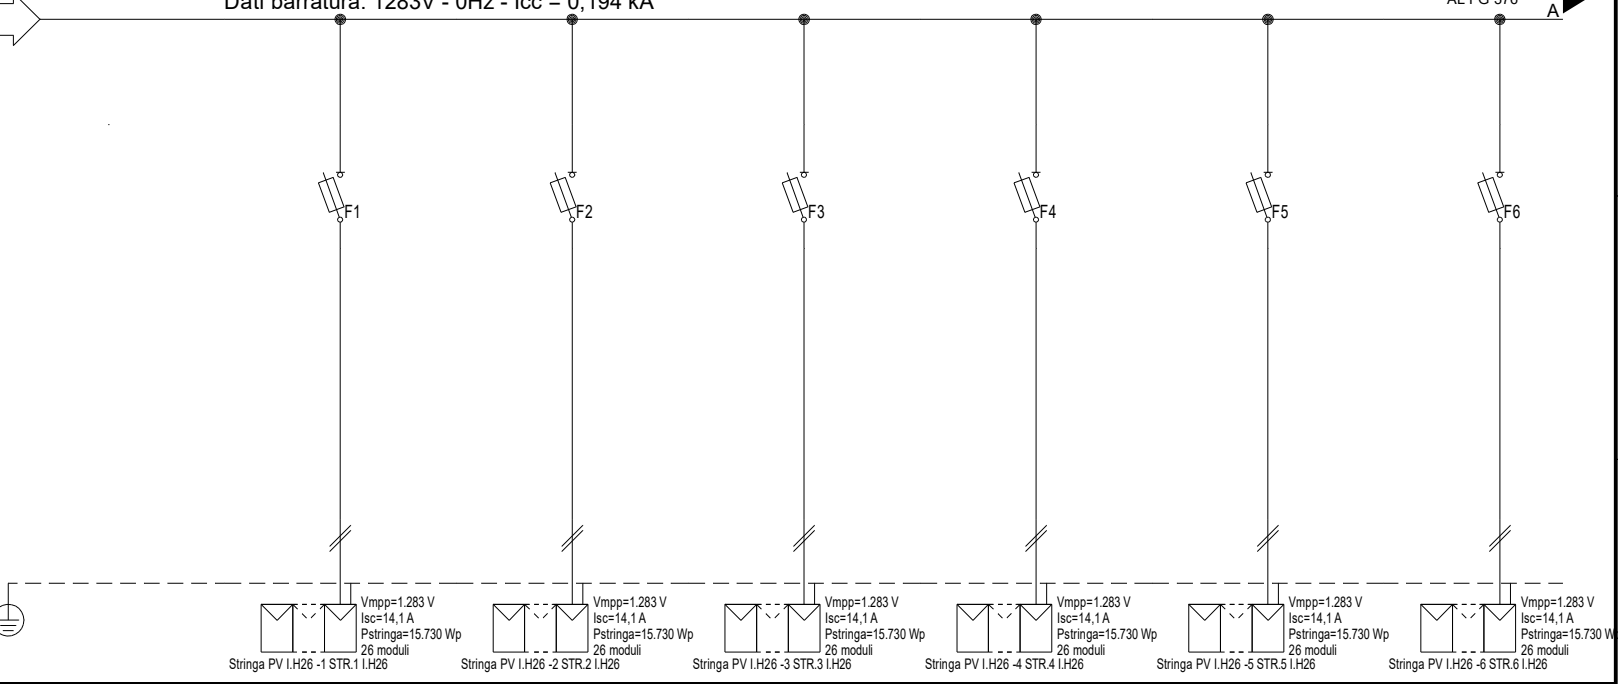 Dati barratura: 1283V - 0Hz - Icc = 0,194 kA
A
F1
F2
F3
F4
F5
F6
Vmpp=1.283 V
Isc=14,1 A
Pstringa=15.730 Wp
26 moduli
Stringa PV I.H26 -1 STR.1 I.H26
Vmpp=1.283 V
Isc=14,1 A
Pstringa=15.730 Wp
26 moduli
Stringa PV I.H26 -2 STR.2 I.H26
Vmpp=1.283 V
Isc=14,1 A
Pstringa=15.730 Wp
26 moduli
Stringa PV I.H26 -3 STR.3 I.H26
Vmpp=1.283 V
Isc=14,1 A
Pstringa=15.730 Wp
26 moduli
Stringa PV I.H26 -4 STR.4 I.H26
Vmpp=1.283 V
Isc=14,1 A
Pstringa=15.730 Wp
26 moduli
Stringa PV I.H26 -5 STR.5 I.H26
Vmpp=1.283 V
Isc=14,1 A
Pstringa=15.730 W
26 moduli
Stringa PV I.H26 -6 STR.6 I.H26